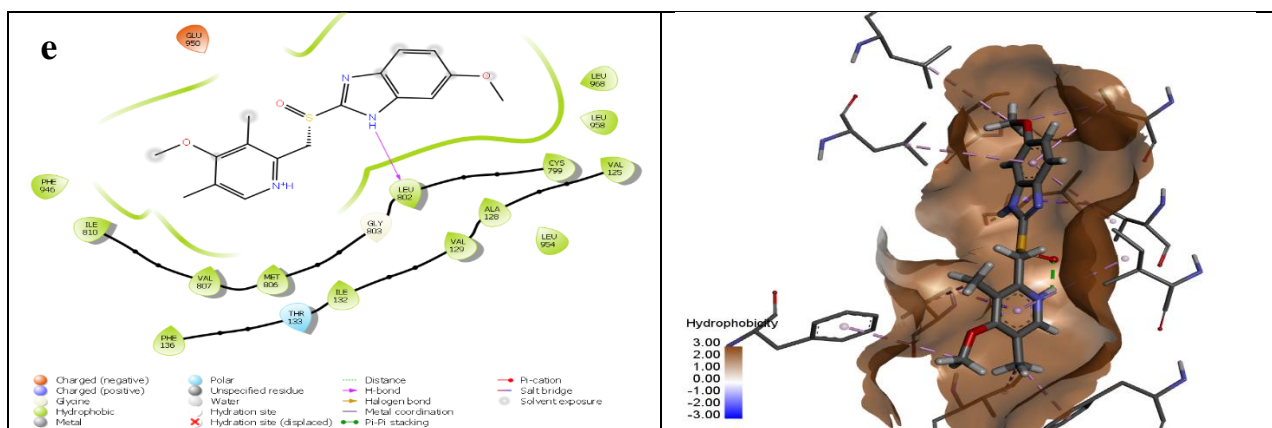 e
GLU
950
LEU
968
LEU
958
PHE
946
ILE
810
VAL
807
MET
806
GLY
803
LEU
802
CYS
799
VAL
125
ALA
128
VAL
129
LEU
954
ILE
132
THR
133
PHE
136
N
N
H
O
S
O
O
N⁺H
Charged (negative)
Charged (positive)
Glycine
Hydrophobic
Metal
Polar
Unspecified residue
Water
Hydration site
Hydration site (displaced)
Distance
H-bond
Halogen bond
Metal coordination
Pi-Pi stacking
Pi-cation
Salt bridge
Solvent exposure
Hydrophobicity
3.00
2.00
1.00
0.00
-1.00
-2.00
-3.00